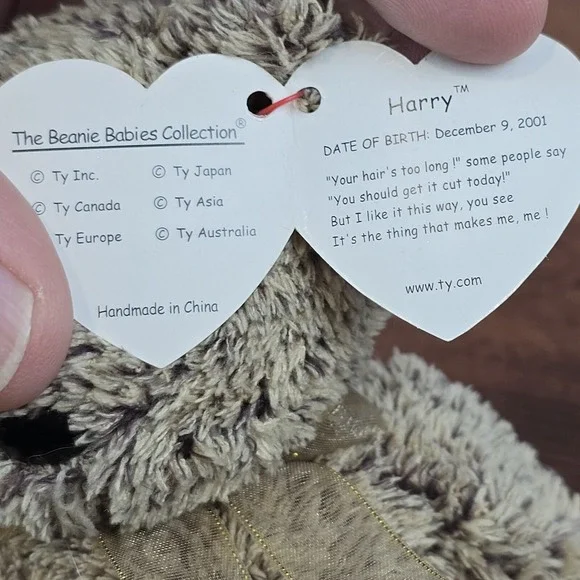 The Beanie Babies Collection®
© Ty Inc. © Ty Japan
© Ty Canada © Ty Asia
Ty Europe © Ty Australia
Handmade in China
Harry™
DATE OF BIRTH: December 9, 2001
"Your hair's too long !" some people say
"You should get it cut today!"
But I like it this way, you see
It's the thing that makes me, me !
www.ty.com